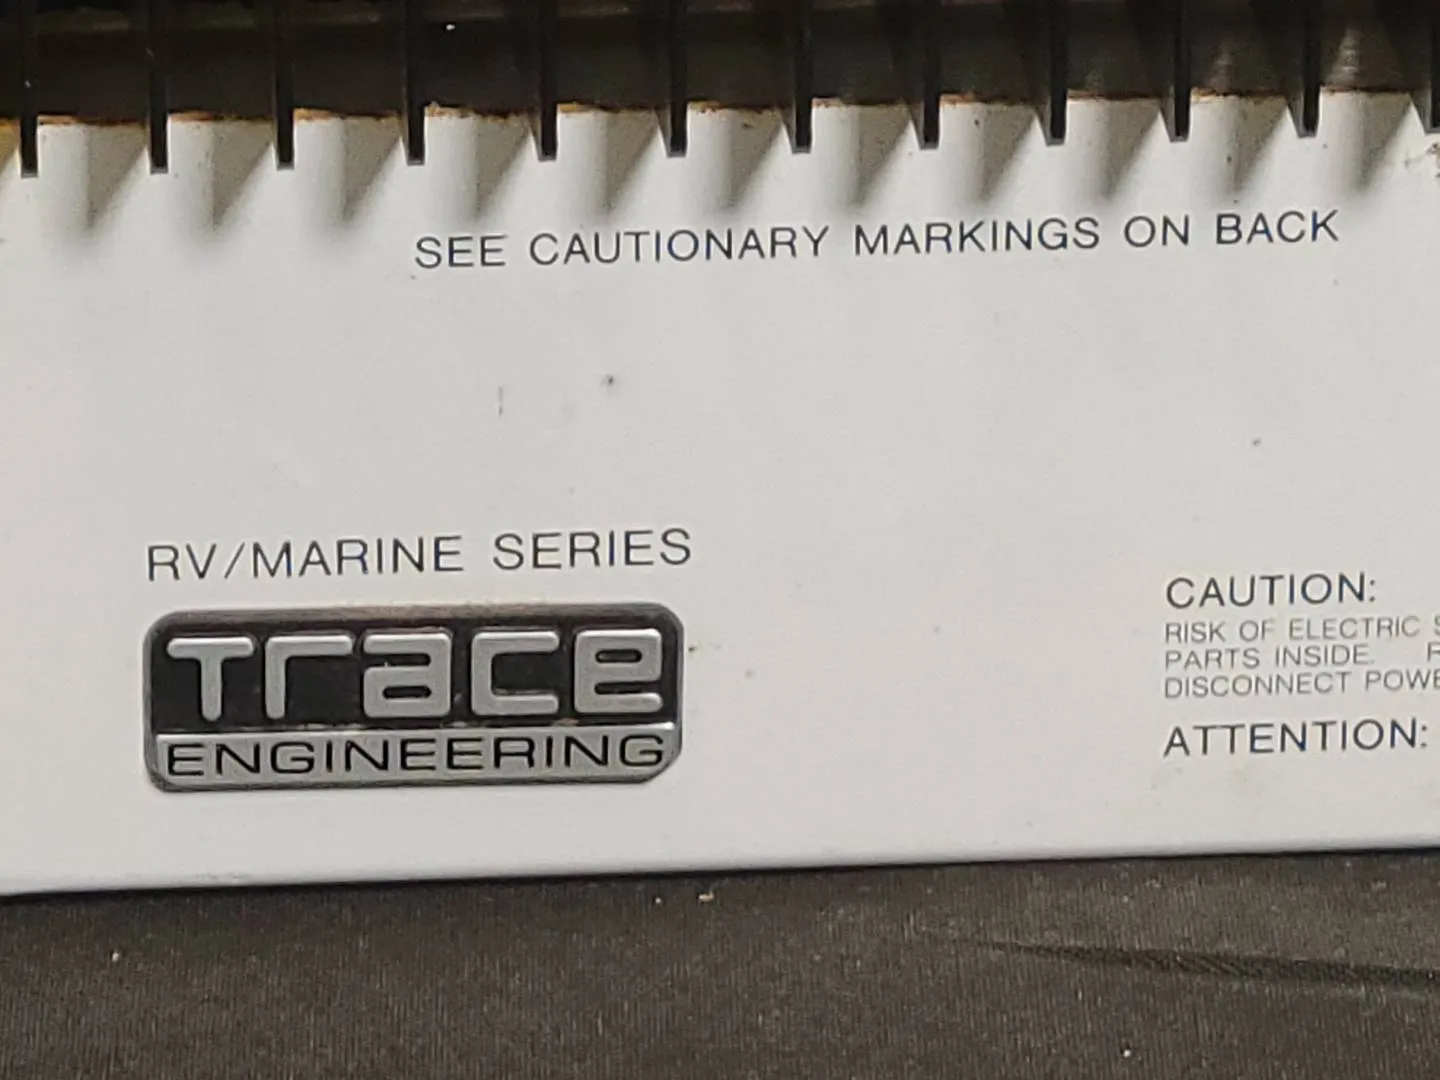 SEE CAUTIONARY MARKINGS ON BACK
RV/MARINE SERIES
Trace
ENGINEERING
CAUTION:
RISK OF ELECTRIC
PARTS INSIDE.
DISCONNECT
ATTENTION: